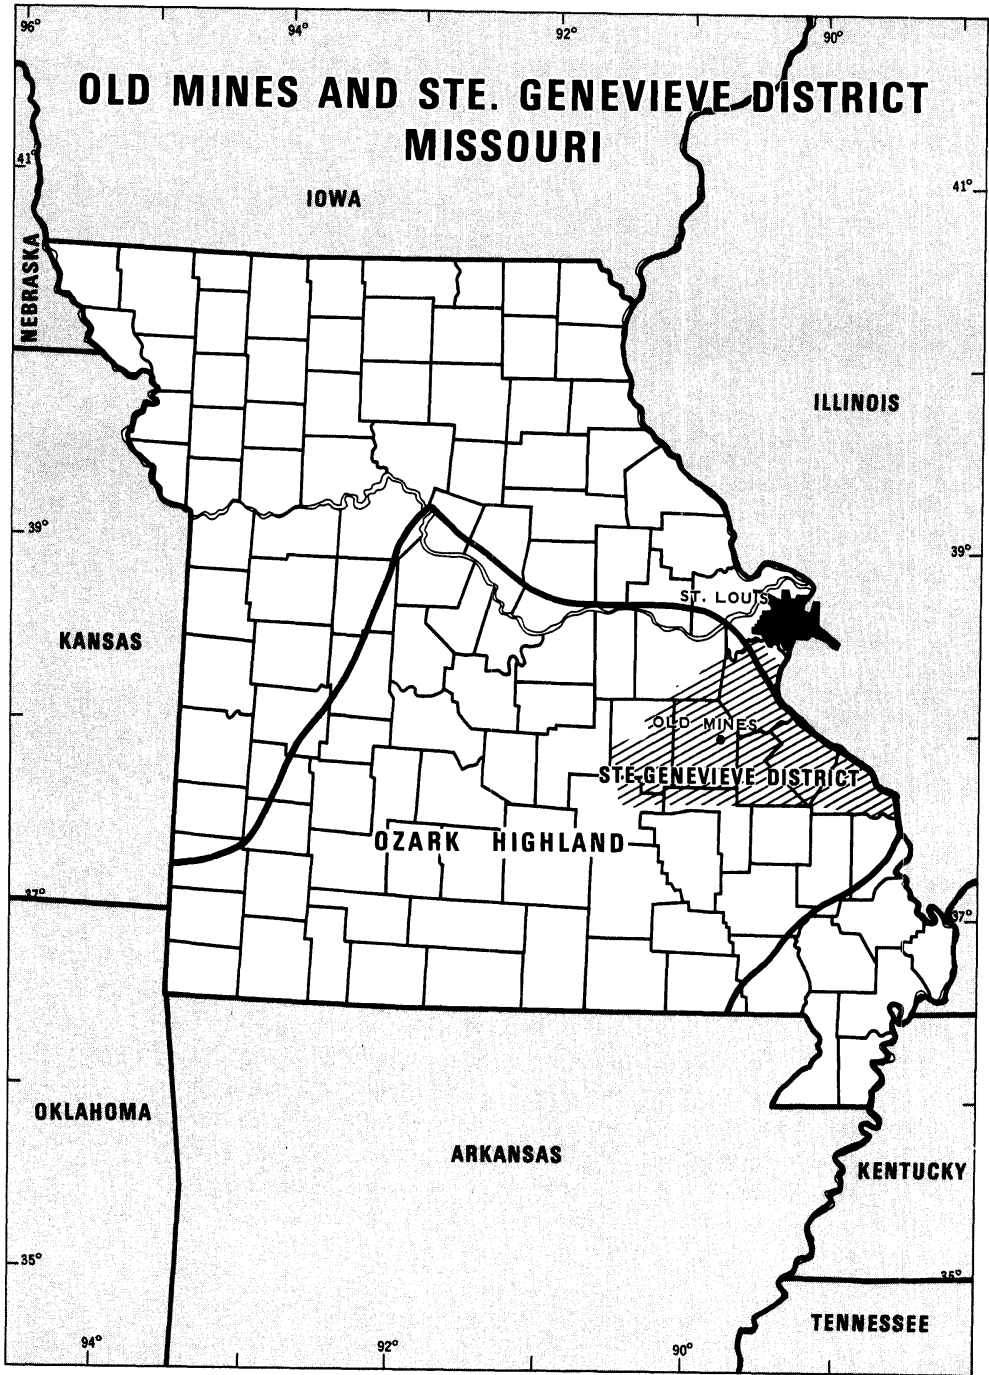 96°
94°
92°
90°
OLD MINES AND STE. GENEVIEVE DISTRICT
MISSOURI
41°
41°
IOWA
NEBRASKA
ILLINOIS
39°
39°
ST. LOUIS
KANSAS
OLD MINES
STE GENEVIEVE DISTRICT
OZARK HIGHLAND
37°
37°
OKLAHOMA
ARKANSAS
KENTUCKY
35°
35°
TENNESSEE
94°
92°
90°